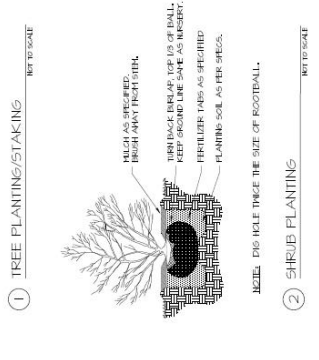 1 TREE PLANTING/STAKING
NOT TO SCALE
MULCH AS SPECIFIED.
BRUSH AWAY FROM STEM.
TURN BACK BURLAP, TOP 1/3 OF BALL.
KEEP GROUND LINE SAME AS NURSERY.
FERTILIZER TABS AS SPECIFIED
PLANTING SOIL AS PER SPECS.
NOTE: DIG HOLE TWICE THE SIZE OF ROOTBALL.
2 SHRUB PLANTING
NOT TO SCALE